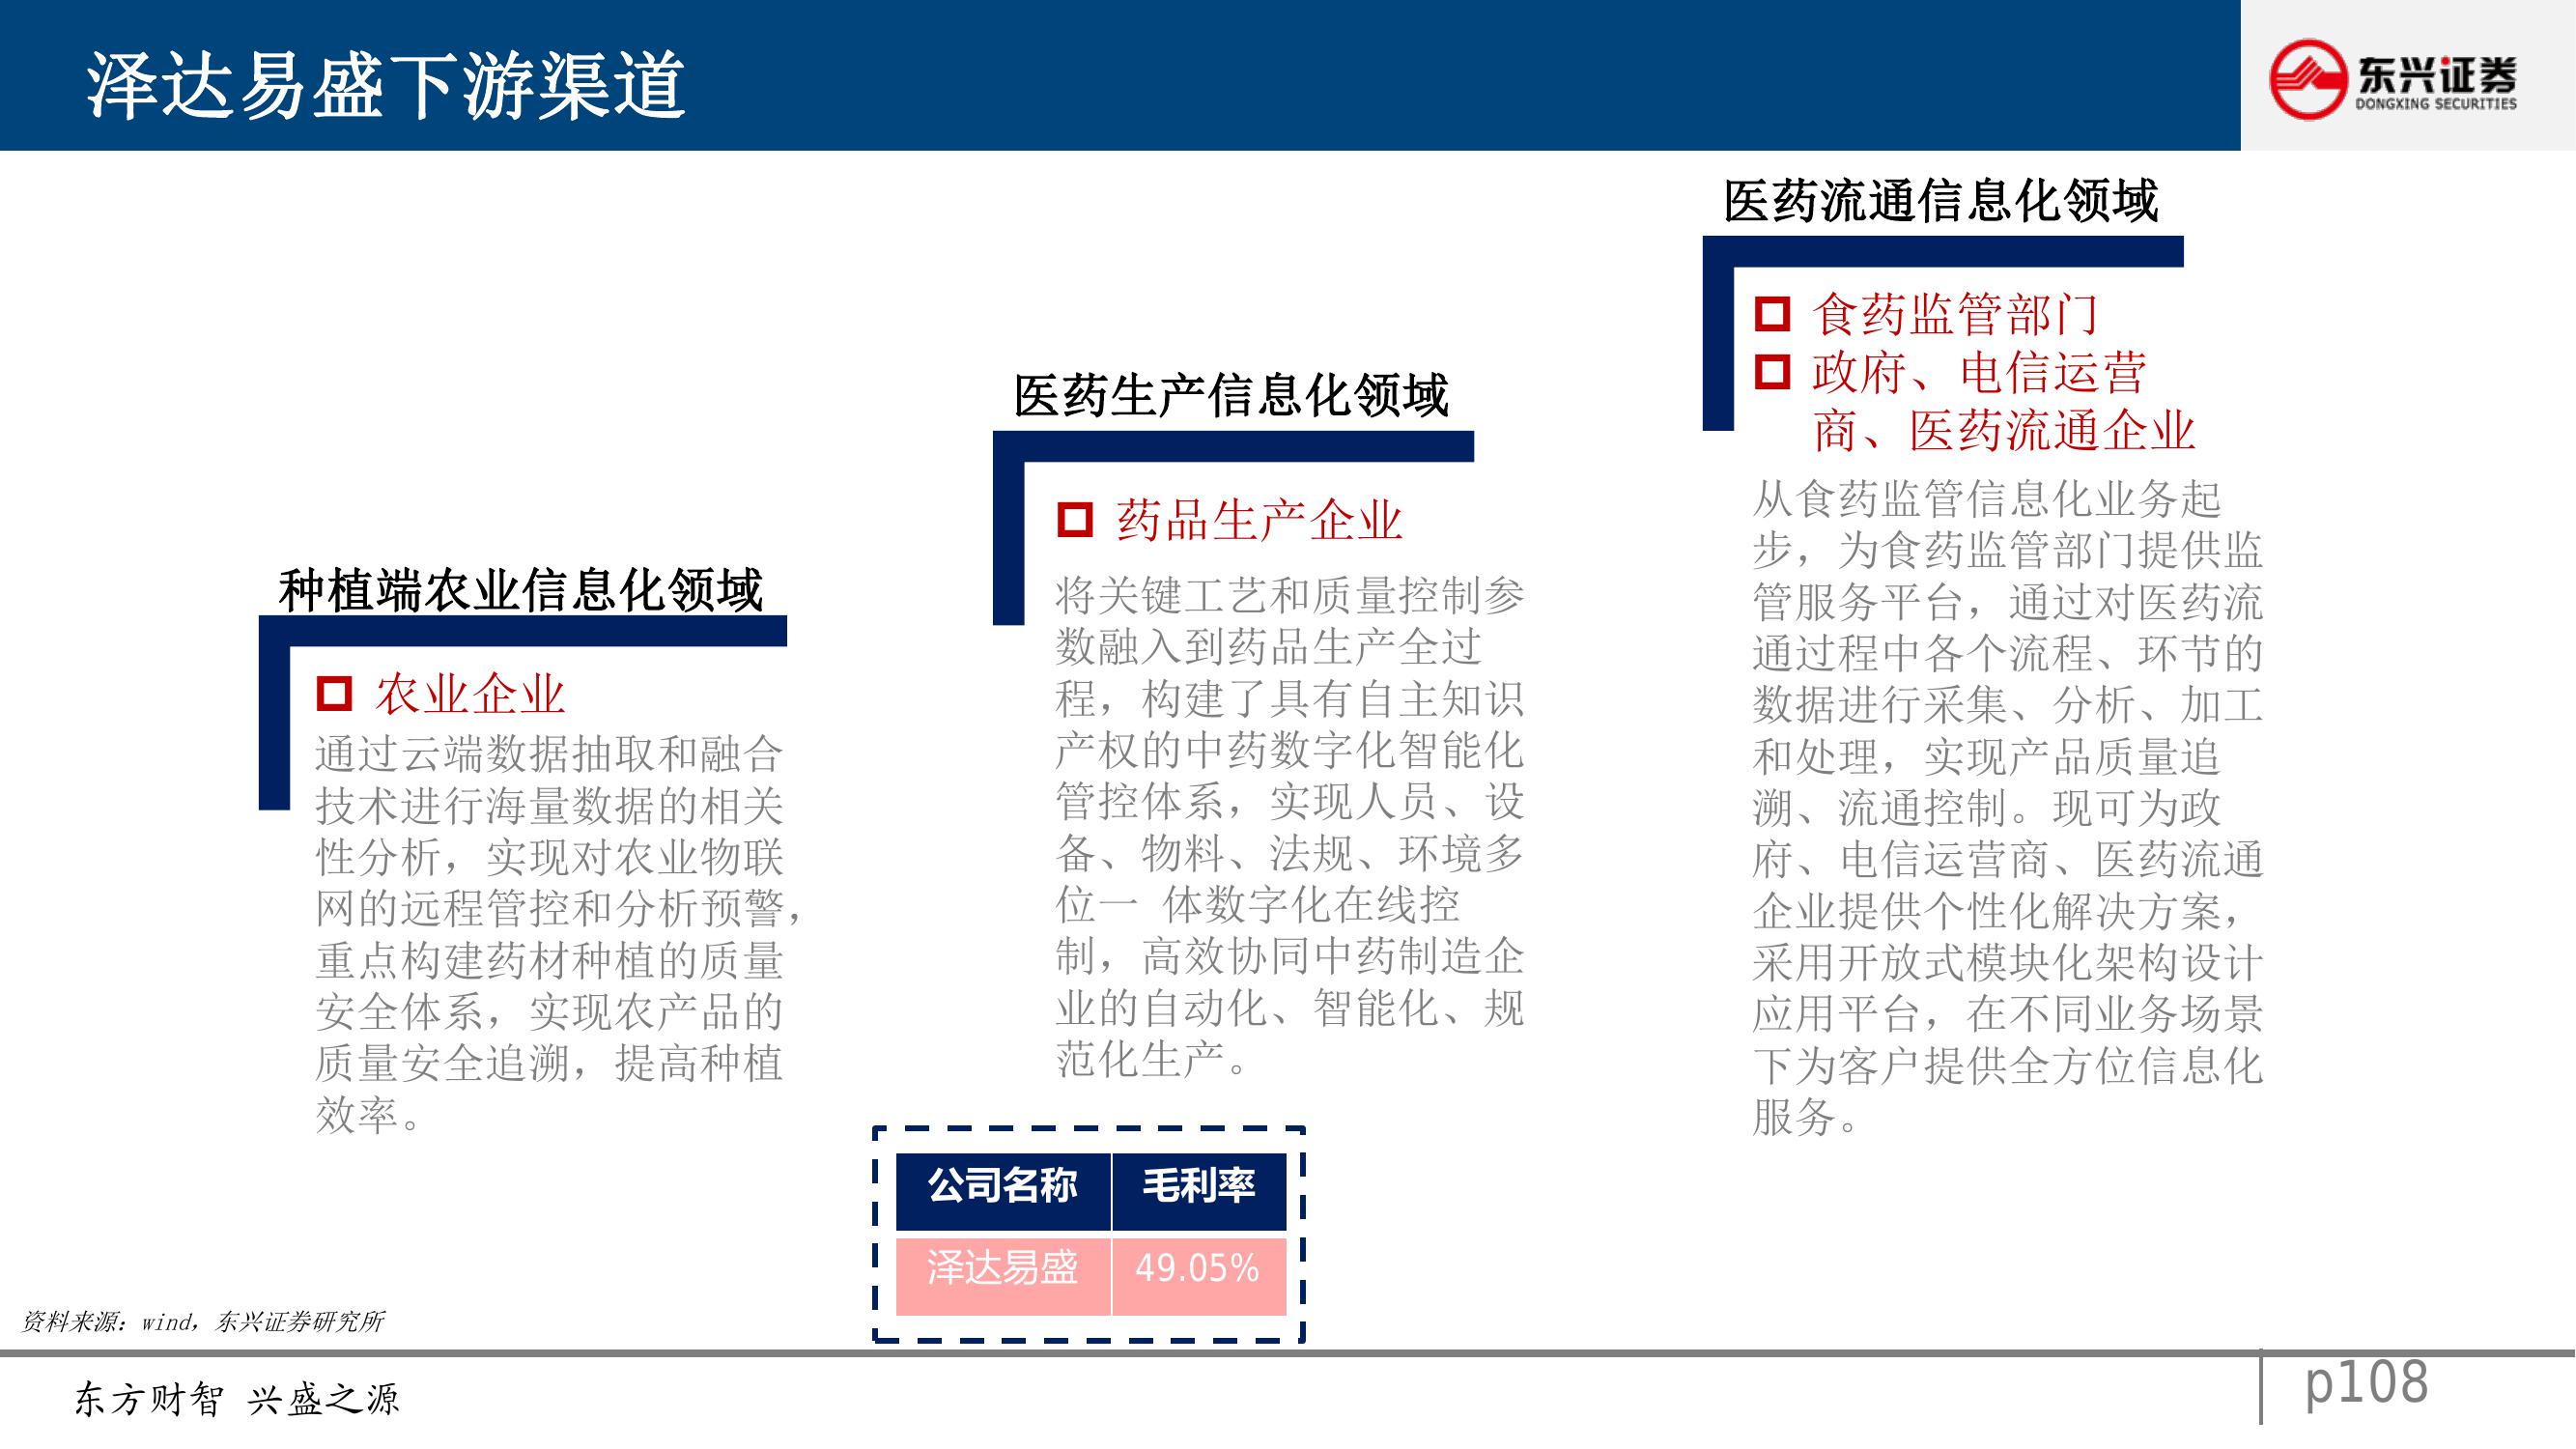 泽达易盛下游渠道
东兴证券
DONGXING SECURITIES
种植端农业信息化领域
农业企业
通过云端数据抽取和融合
技术进行海量数据的相关
性分析，实现对农业物联
网的远程管控和分析预警，
重点构建药材种植的质量
安全体系，实现农产品的
质量安全追溯，提高种植
效率。
医药生产信息化领域
药品生产企业
将关键工艺和质量控制参
数融入到药品生产全过
程，构建了具有自主知识
产权的中药数字化智能化
管控体系，实现人员、设
备、物料、法规、环境多
位一 体数字化在线控
制，高效协同中药制造企
业的自动化、智能化、规
范化生产。
医药流通信息化领域
食药监管部门
政府、电信运营
商、医药流通企业
从食药监管信息化业务起
步，为食药监管部门提供监
管服务平台，通过对医药流
通过程中各个流程、环节的
数据进行采集、分析、加工
和处理，实现产品质量追
溯、流通控制。现可为政
府、电信运营商、医药流通
企业提供个性化解决方案，
采用开放式模块化架构设计
应用平台，在不同业务场景
下为客户提供全方位信息化
服务。
公司名称 毛利率
泽达易盛 49.05%
资料来源：wind，东兴证券研究所
东方财智 兴盛之源
p108